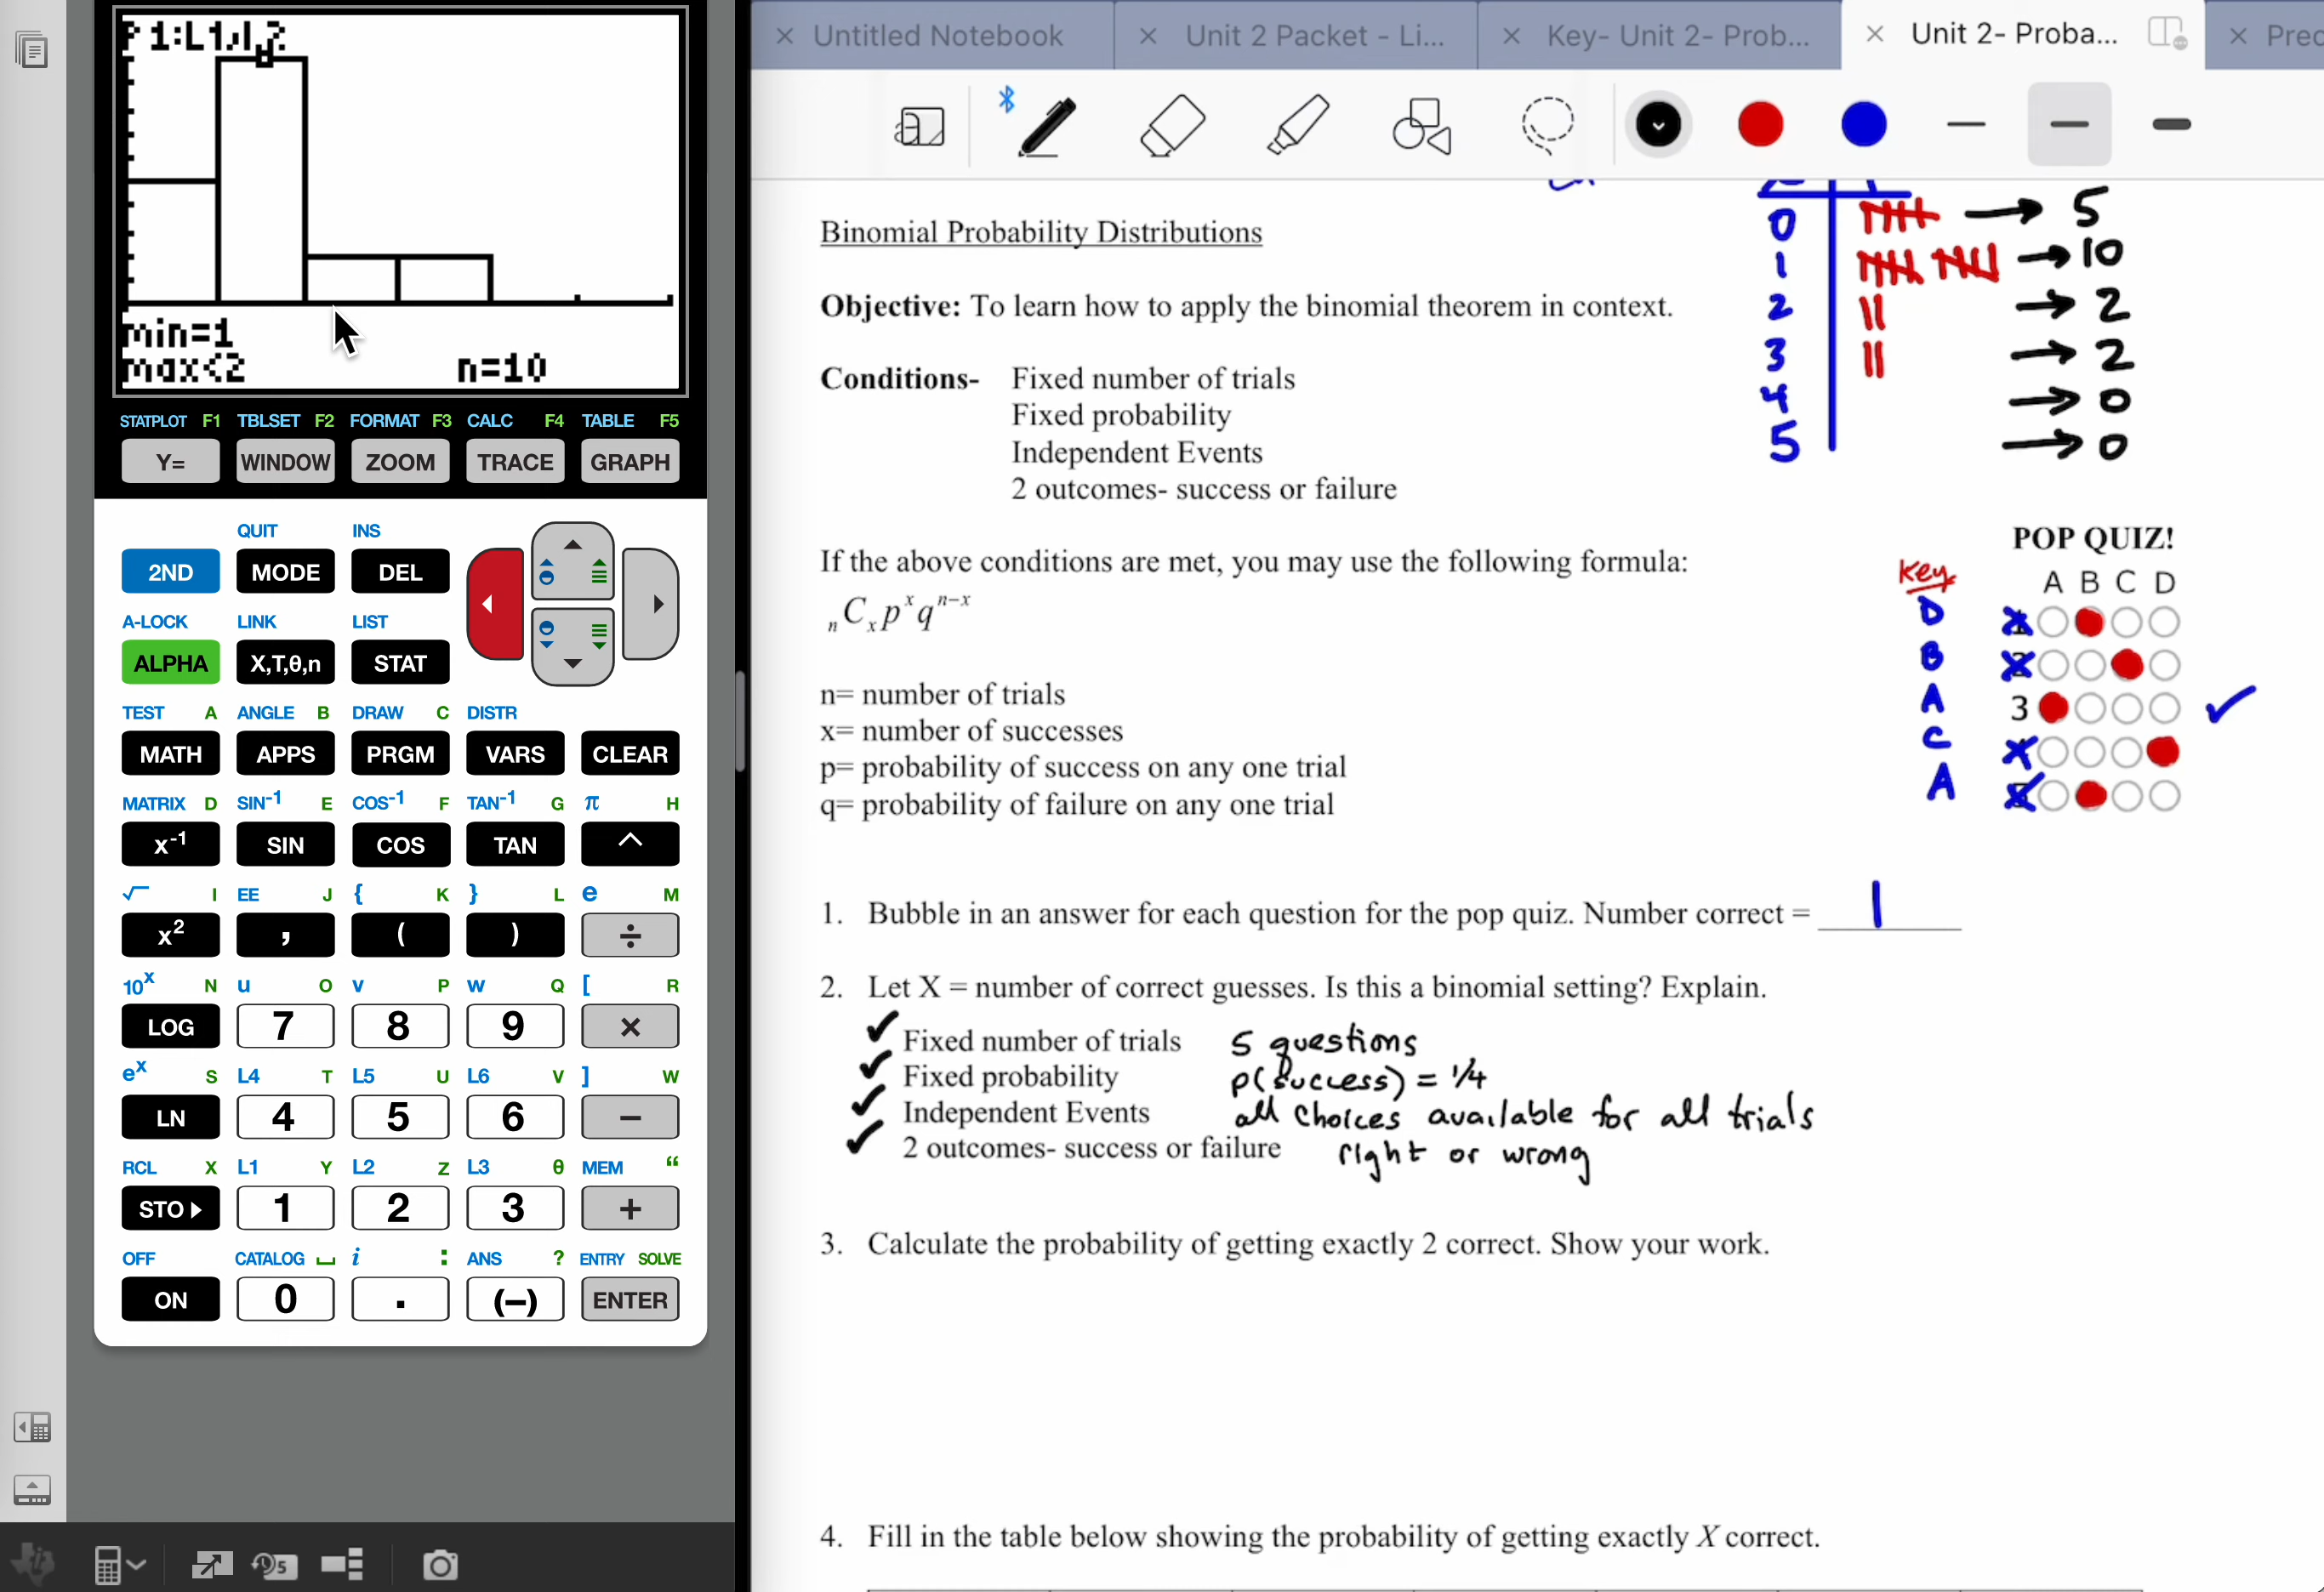 P1:L1,L2
min=1
max<2 n=10
STATPLOT F1 TBLSET F2 FORMAT F3 CALC F4 TABLE F5
Y= WINDOW ZOOM TRACE GRAPH
QUIT INS
2ND MODE DEL
A-LOCK LINK LIST
ALPHA X,T,θ,n STAT
TEST A ANGLE B DRAW C DISTR
MATH APPS PRGM VARS CLEAR
MATRIX D SIN-1 E COS-1 F TAN-1 G π H
x-1 SIN COS TAN ^
√ I EE J { K } L e M
x2 , ( ) ÷
10x N u O v P w Q [ R
LOG 7 8 9 ×
ex S L4 T L5 U L6 V ] W
LN 4 5 6 −
RCL X L1 Y L2 Z L3 θ MEM “
STO▶ 1 2 3 +
OFF CATALOG i : ANS ? ENTRY SOLVE
ON 0 . (−) ENTER
× Untitled Notebook × Unit 2 Packet - Li... × Key- Unit 2- Prob... × Unit 2- Proba... × Prec
Binomial Probability Distributions
Objective: To learn how to apply the binomial theorem in context.
Conditions- Fixed number of trials
Fixed probability
Independent Events
2 outcomes- success or failure
0 → 5
1 → 10
2 → 2
3 → 2
4 → 0
5 → 0
If the above conditions are met, you may use the following formula:
nCx p^x q^n−x
n= number of trials
x= number of successes
p= probability of success on any one trial
q= probability of failure on any one trial
POP QUIZ!
Key A B C D
D
B
A 3
C
A
1. Bubble in an answer for each question for the pop quiz. Number correct = 1
2. Let X = number of correct guesses. Is this a binomial setting? Explain.
✓ Fixed number of trials 5 questions
✓ Fixed probability P(success) = 1/4
✓ Independent Events all choices available for all trials
✓ 2 outcomes- success or failure right or wrong
3. Calculate the probability of getting exactly 2 correct. Show your work.
4. Fill in the table below showing the probability of getting exactly X correct.